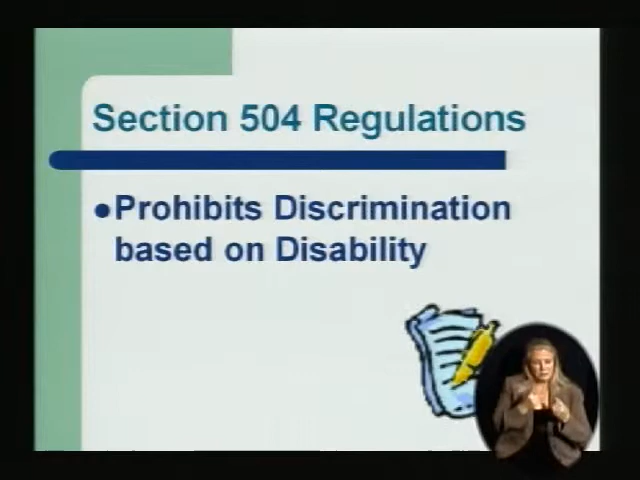 Section 504 Regulations
●Prohibits Discrimination
based on Disability